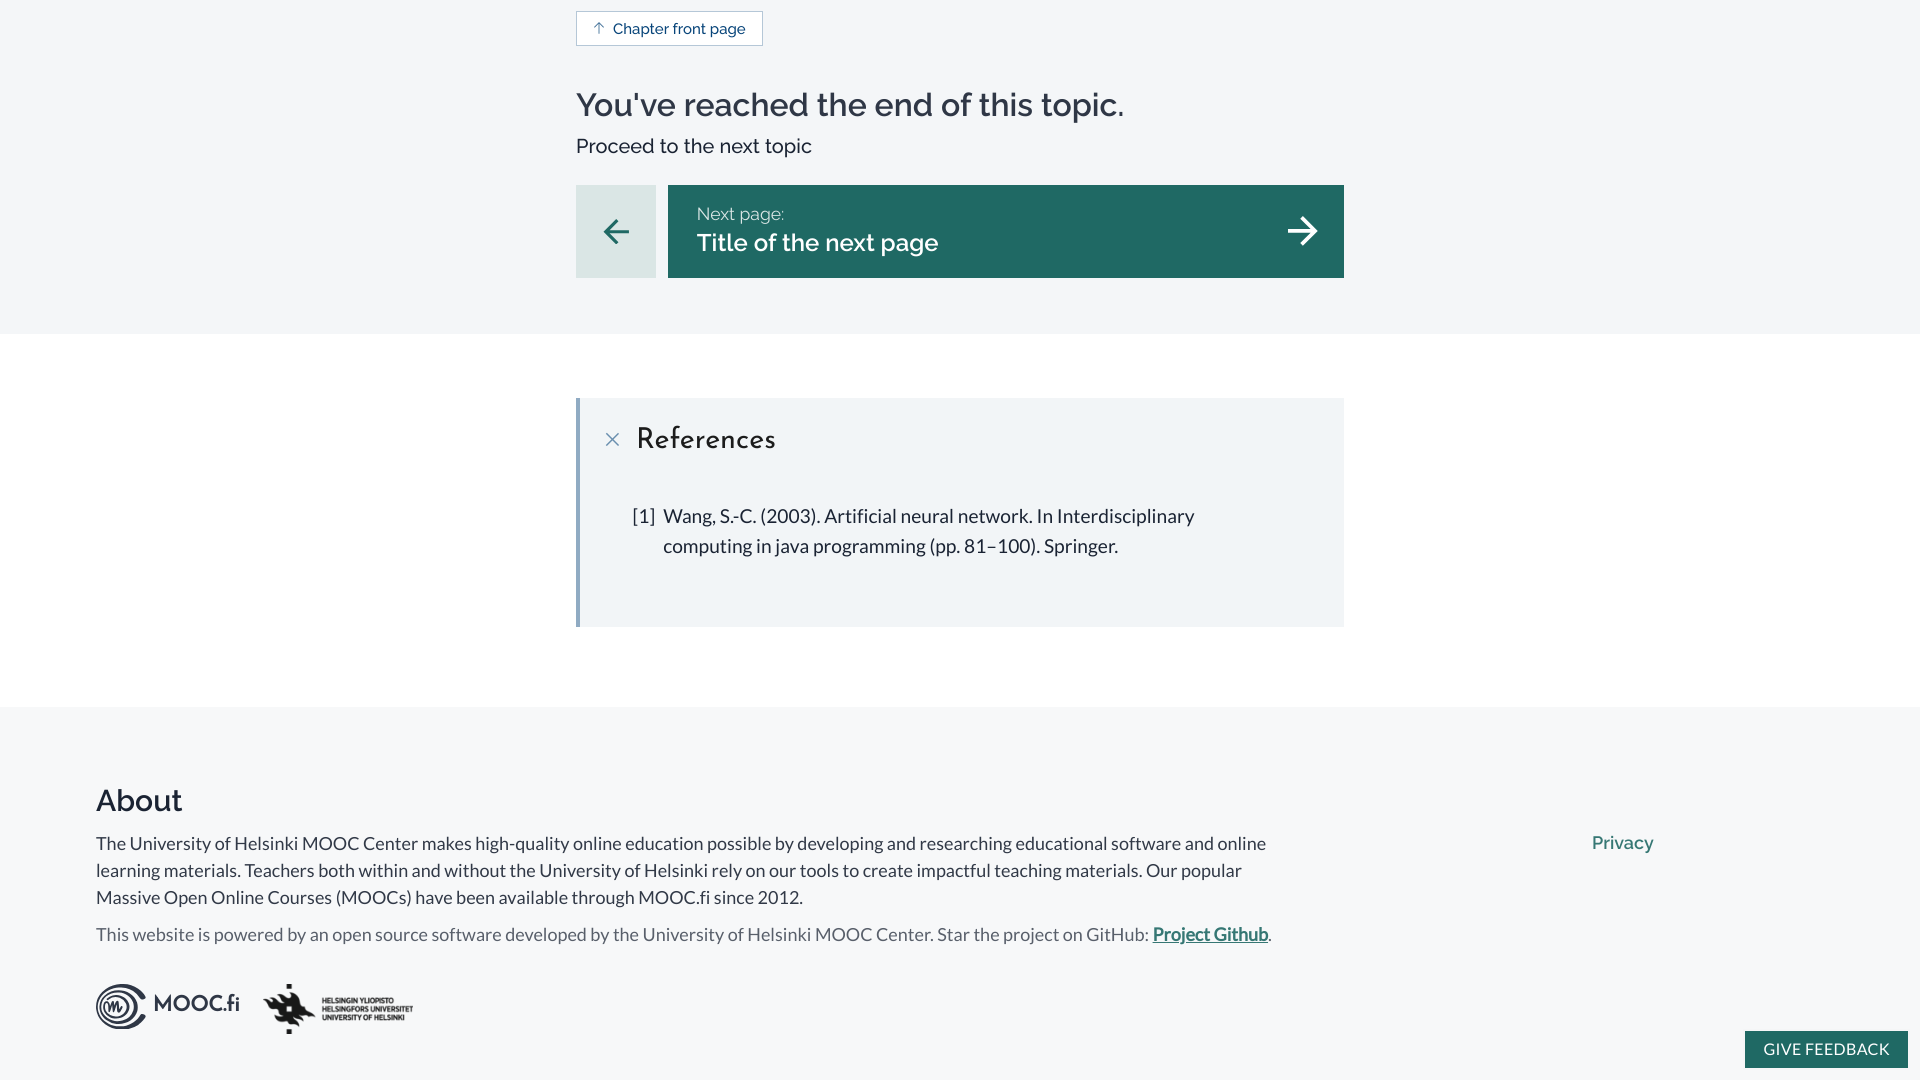 Chapter front page
You've reached the end of this topic.
Proceed to the next topic
Next page:
Title of the next page
References
[1] Wang, S.-C. (2003). Artificial neural network. In Interdisciplinary
computing in java programming (pp. 81–100). Springer.
About
The University of Helsinki MOOC Center makes high-quality online education possible by developing and researching educational software and online
learning materials. Teachers both within and without the University of Helsinki rely on our tools to create impactful teaching materials. Our popular
Massive Open Online Courses (MOOCs) have been available through MOOC.fi since 2012.
Privacy
This website is powered by an open source software developed by the University of Helsinki MOOC Center. Star the project on GitHub: Project Github.
MOOC.fi
HELSINGIN YLIOPISTO
HELSINGFORS UNIVERSITET
UNIVERSITY OF HELSINKI
GIVE FEEDBACK